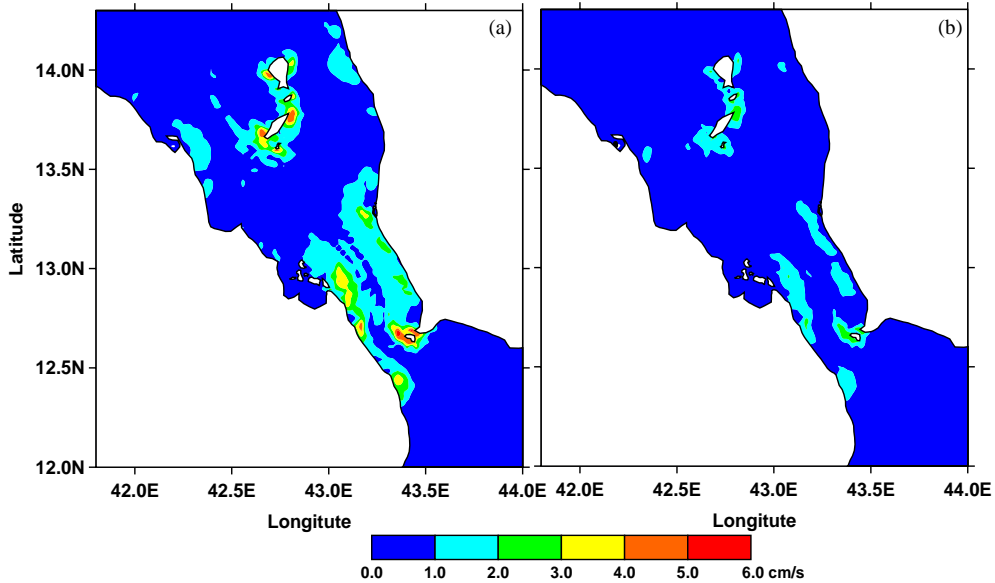 (a) (b)
14.0N
13.5N
Latitude
13.0N
12.5N
12.0N
42.0E 42.5E 43.0E 43.5E 44.0E 42.0E 42.5E 43.0E 43.5E 44.0E
Longitute Longitute
0.0 1.0 2.0 3.0 4.0 5.0 6.0 cm/s